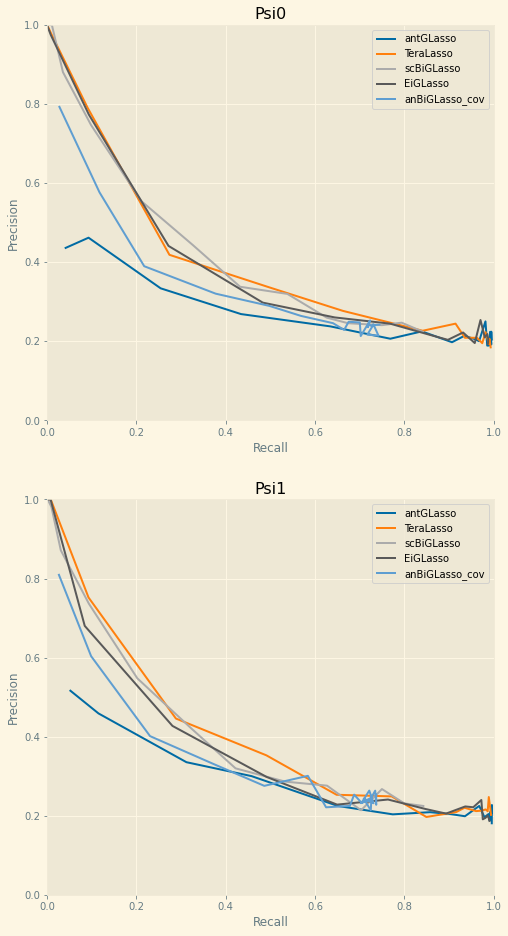 Psi0
antGLasso
TeraLasso
scBiGLasso
EiGLasso
anBiGLasso_cov
1.0
0.8
0.6
0.4
0.2
0.0
Precision
0.0 0.2 0.4 0.6 0.8 1.0
Recall
Psi1
antGLasso
TeraLasso
scBiGLasso
EiGLasso
anBiGLasso_cov
1.0
0.8
0.6
0.4
0.2
0.0
Precision
0.0 0.2 0.4 0.6 0.8 1.0
Recall